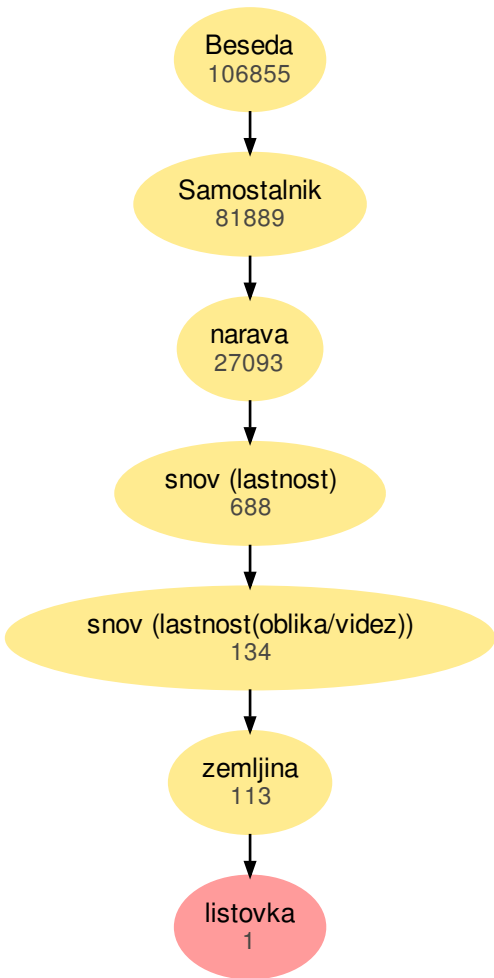 Beseda
106855
Samostalnik
81889
narava
27093
snov (lastnost)
688
snov (lastnost(oblika/videz))
134
zemljina
113
listovka
1